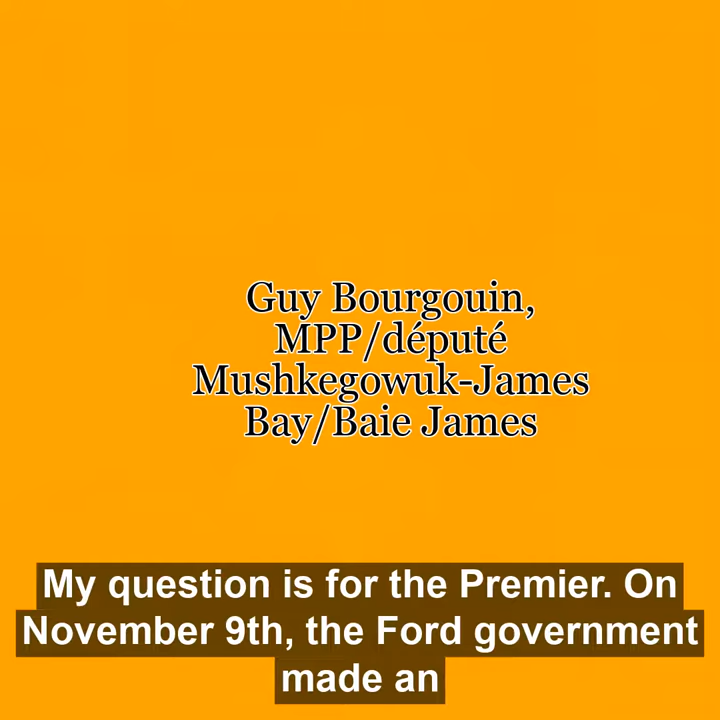 Guy Bourgouin,
MPP/député
Mushkegowuk-James
Bay/Baie James
My question is for the Premier. On
November 9th, the Ford government
made an